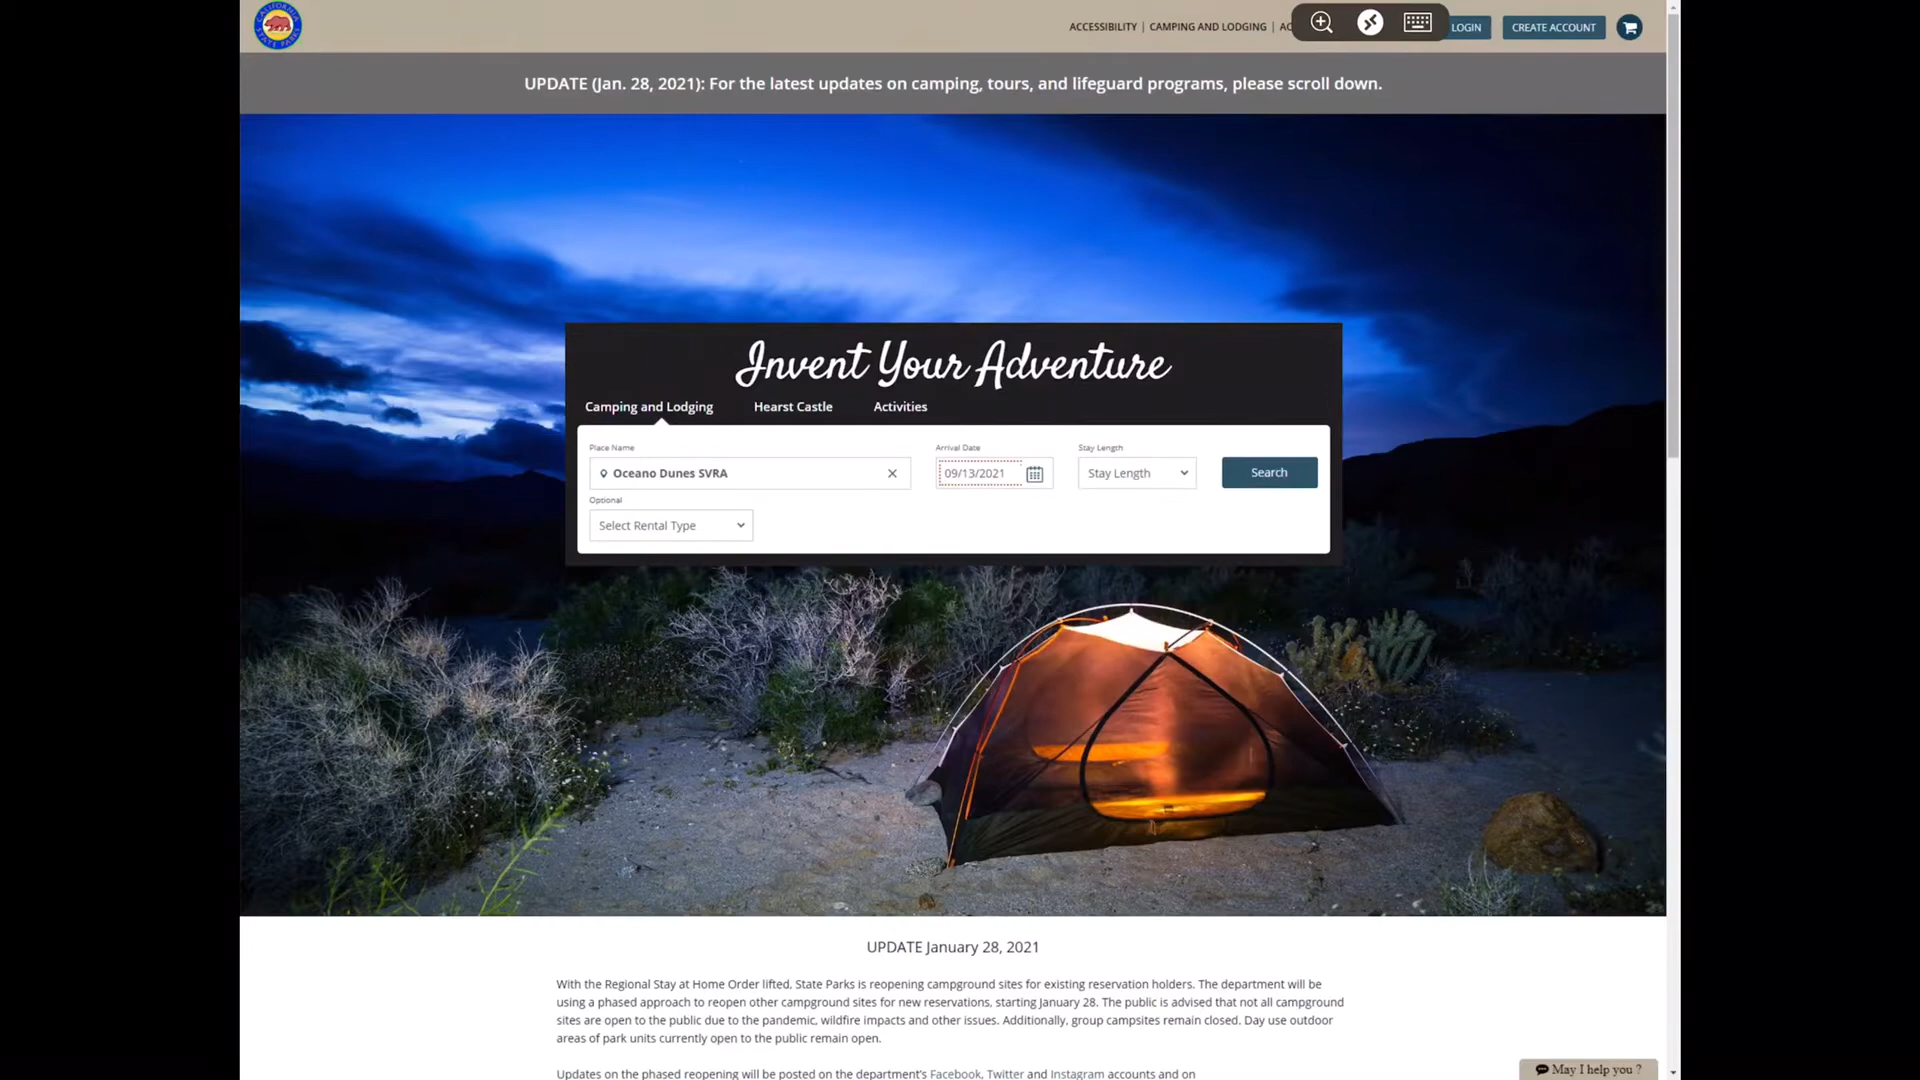 CALIFORNIA
STATE PARKS
ACCESSIBILITY | CAMPING AND LODGING |
LOGIN
CREATE ACCOUNT
UPDATE (Jan. 28, 2021): For the latest updates on camping, tours, and lifeguard programs, please scroll down.
Invent Your Adventure
Camping and Lodging
Hearst Castle
Activities
Place Name
Arrival Date
Stay Length
Oceano Dunes SVRA
09/13/2021
Stay Length
Search
Optional
Select Rental Type
UPDATE January 28, 2021
With the Regional Stay at Home Order lifted, State Parks is reopening campground sites for existing reservation holders. The department will be
using a phased approach to reopen other campground sites for new reservations, starting January 28. The public is advised that not all campground
sites are open to the public due to the pandemic, wildfire impacts and other issues. Additionally, group campsites remain closed. Day use outdoor
areas of park units currently open to the public remain open.
Updates on the phased reopening will be posted on the department's Facebook, Twitter and Instagram accounts and on
May I help you ?